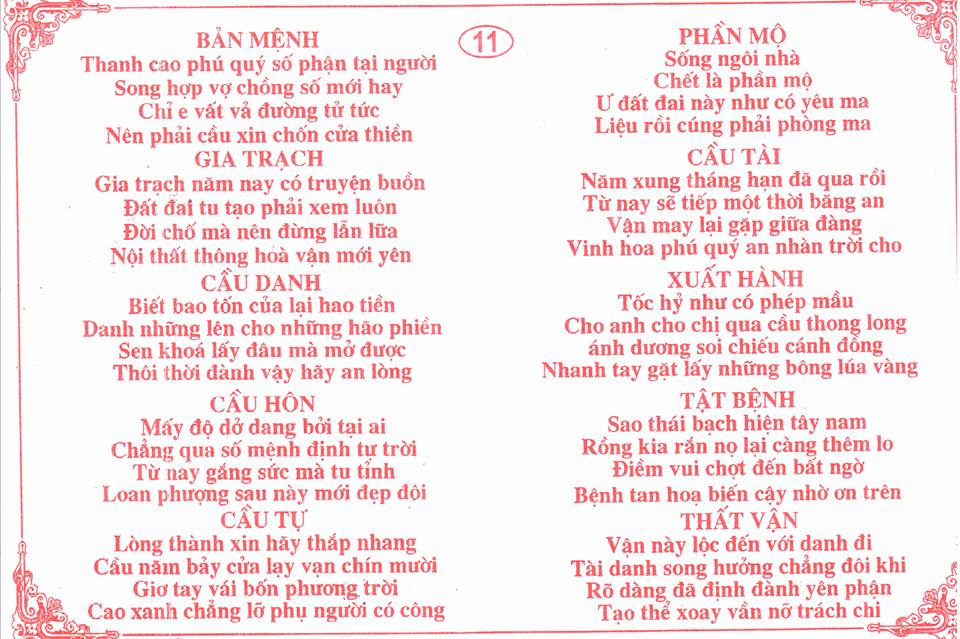 11
BẢN MỆNH
Thanh cao phú quý số phận tại người
Song hợp vợ chồng số mới hay
Chỉ e vất vả đường tử tức
Nên phải cầu xin chốn cửa thiền
GIA TRẠCH
Gia trạch năm nay có truyện buồn
Đất đai tu tạo phải xem luôn
Đời chố mà nên đừng lẫn lữa
Nội thất thông hoà vận mới yên
CẦU DANH
Biết bao tốn của lại hao tiền
Danh những lên cho những hão phiền
Sen khoá lấy đâu mà mở được
Thôi thời đành vậy hãy an lòng
CẦU HÔN
Mấy độ dở dang bởi tại ai
Chẳng qua số mệnh định tự trời
Từ nay gắng sức mà tu tỉnh
Loan phượng sau này mới đẹp đôi
CẦU TỰ
Lòng thành xin hãy thắp nhang
Cầu năm bảy cửa lạy vạn chín mười
Giơ tay vái bốn phương trời
Cao xanh chẳng lỡ phụ người có công
PHẦN MỘ
Sống ngôi nhà
Chết là phần mộ
Ư đất đai này như có yêu ma
Liệu rồi cúng phải phòng ma
CẦU TÀI
Năm xung tháng hạn đã qua rồi
Từ nay sẽ tiếp một thời băng an
Vận may lại gặp giữa đàng
Vinh hoa phú quý an nhàn trời cho
XUẤT HÀNH
Tốc hỷ như có phép mầu
Cho anh cho chị qua cầu thong long
ánh dương soi chiếu cánh đồng
Nhanh tay gặt lấy những bông lúa vàng
TẬT BỆNH
Sao thái bạch hiện tây nam
Rồng kia rắn nọ lại càng thêm lo
Điềm vui chợt đến bất ngờ
Bệnh tan hoạ biến cậy nhờ ơn trên
THẤT VẬN
Vận này lộc đến với danh đi
Tài danh song hưởng chẳng đôi khi
Rõ dàng đã định đành yên phận
Tạo thể xoay vần nỡ trách chi